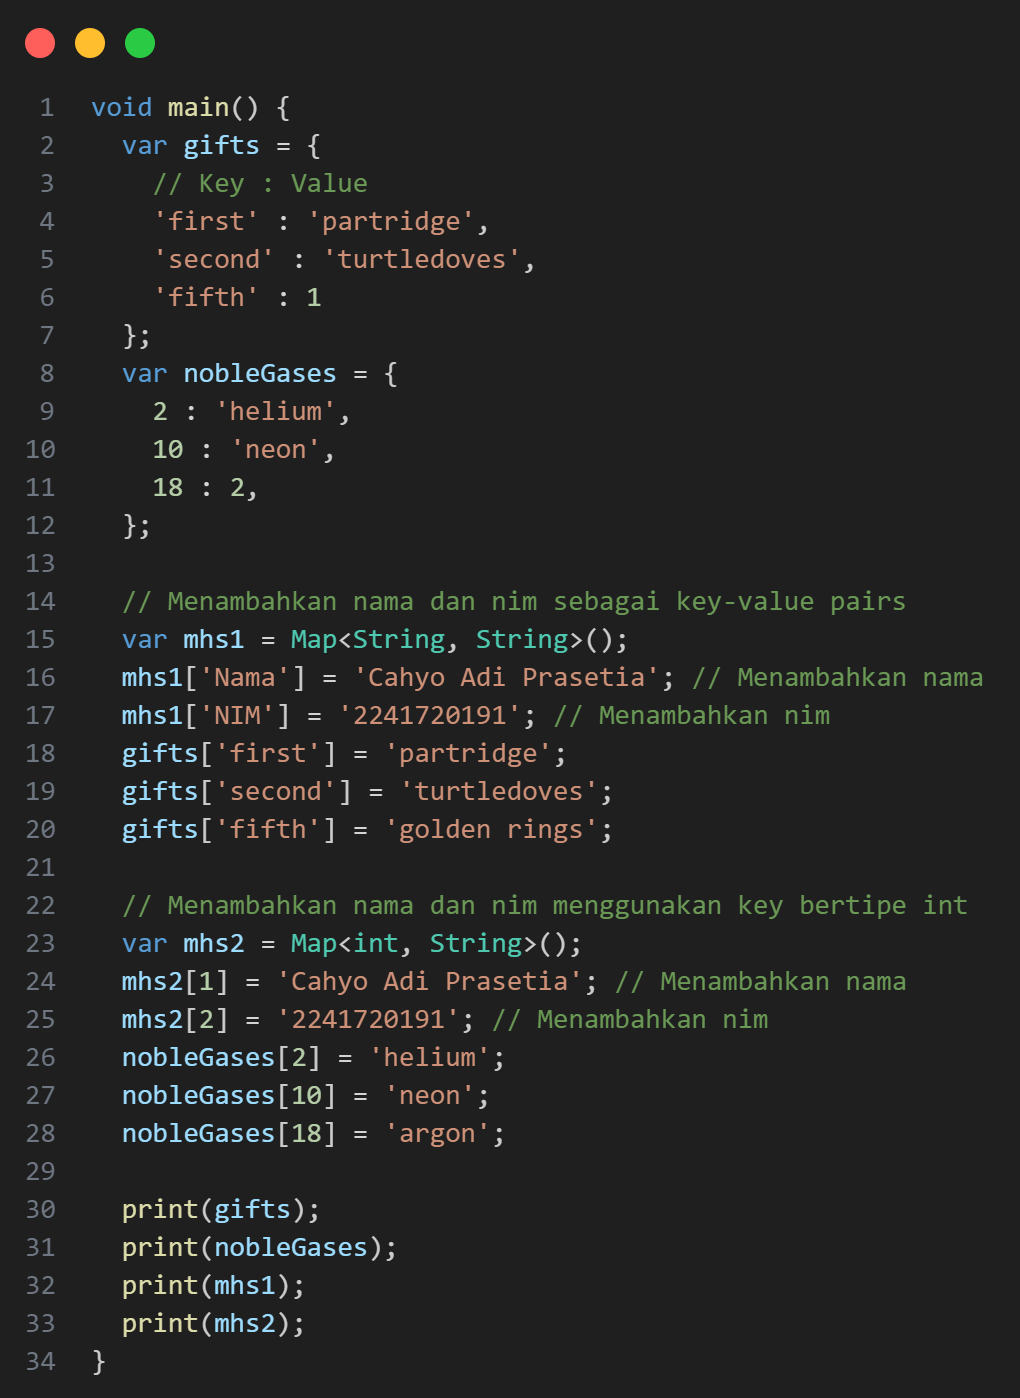 1 void main() {
2   var gifts = {
3     // Key : Value
4     'first' : 'partridge',
5     'second' : 'turtledoves',
6     'fifth' : 1
7   };
8   var nobleGases = {
9     2 : 'helium',
10     10 : 'neon',
11     18 : 2,
12   };
13
14   // Menambahkan nama dan nim sebagai key-value pairs
15   var mhs1 = Map<String, String>();
16   mhs1['Nama'] = 'Cahyo Adi Prasetia'; // Menambahkan nama
17   mhs1['NIM'] = '2241720191'; // Menambahkan nim
18   gifts['first'] = 'partridge';
19   gifts['second'] = 'turtledoves';
20   gifts['fifth'] = 'golden rings';
21
22   // Menambahkan nama dan nim menggunakan key bertipe int
23   var mhs2 = Map<int, String>();
24   mhs2[1] = 'Cahyo Adi Prasetia'; // Menambahkan nama
25   mhs2[2] = '2241720191'; // Menambahkan nim
26   nobleGases[2] = 'helium';
27   nobleGases[10] = 'neon';
28   nobleGases[18] = 'argon';
29
30   print(gifts);
31   print(nobleGases);
32   print(mhs1);
33   print(mhs2);
34 }